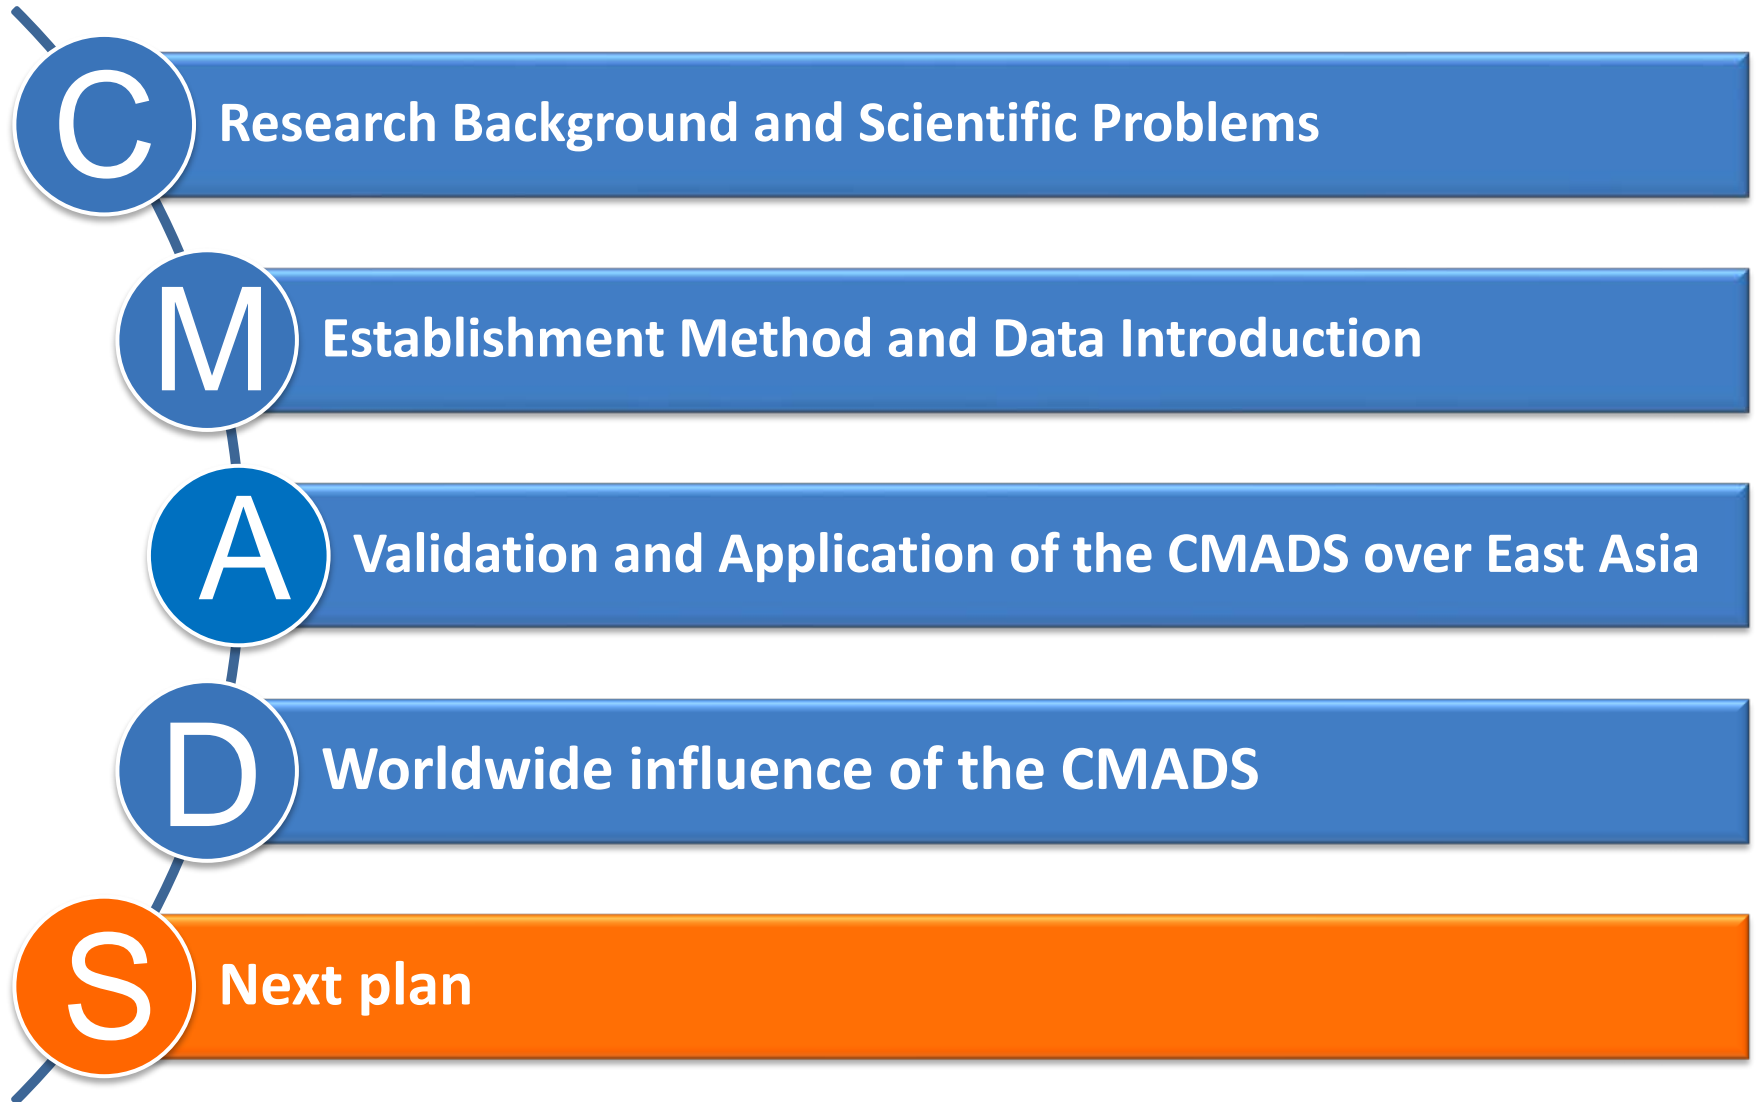 C
Research Background and Scientific Problems
M
Establishment Method and Data Introduction
A
Validation and Application of the CMADS over East Asia
D
Worldwide influence of the CMADS
S
Next plan